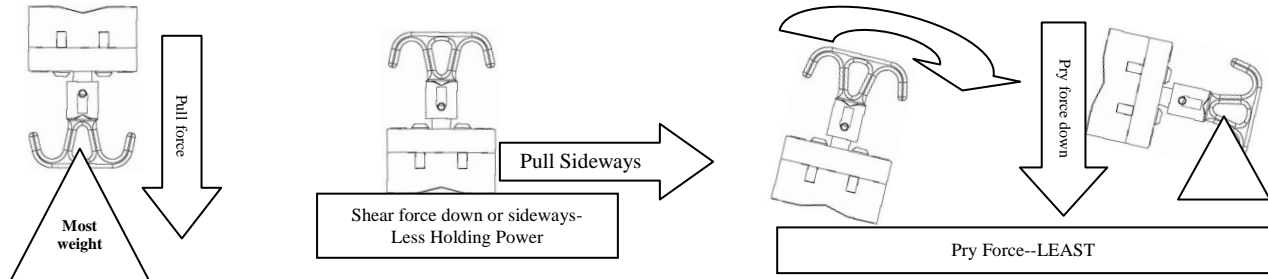 Pull force
Most
weight
Pull Sideways
Shear force down or sideways-
Less Holding Power
Pry force down
Pry Force--LEAST